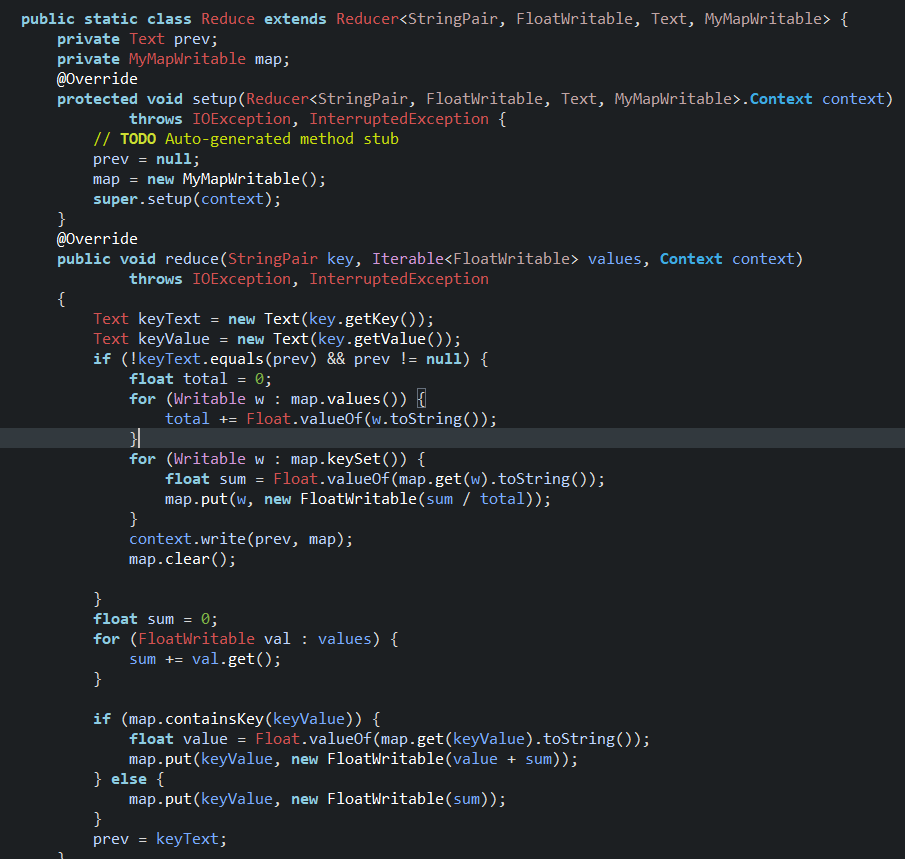 public static class Reduce extends Reducer<StringPair, FloatWritable, Text, MyMapWritable> {
    private Text prev;
    private MyMapWritable map;
    @Override
    protected void setup(Reducer<StringPair, FloatWritable, Text, MyMapWritable>.Context context)
            throws IOException, InterruptedException {
        // TODO Auto-generated method stub
        prev = null;
        map = new MyMapWritable();
        super.setup(context);
    }
    @Override
    public void reduce(StringPair key, Iterable<FloatWritable> values, Context context)
            throws IOException, InterruptedException
    {
        Text keyText = new Text(key.getKey());
        Text keyValue = new Text(key.getValue());
        if (!keyText.equals(prev) && prev != null) {
            float total = 0;
            for (Writable w : map.values()) {
                total += Float.valueOf(w.toString());
            }
            for (Writable w : map.keySet()) {
                float sum = Float.valueOf(map.get(w).toString());
                map.put(w, new FloatWritable(sum / total));
            }
            context.write(prev, map);
            map.clear();

        }
        float sum = 0;
        for (FloatWritable val : values) {
            sum += val.get();
        }

        if (map.containsKey(keyValue)) {
            float value = Float.valueOf(map.get(keyValue).toString());
            map.put(keyValue, new FloatWritable(value + sum));
        } else {
            map.put(keyValue, new FloatWritable(sum));
        }
        prev = keyText;
    }